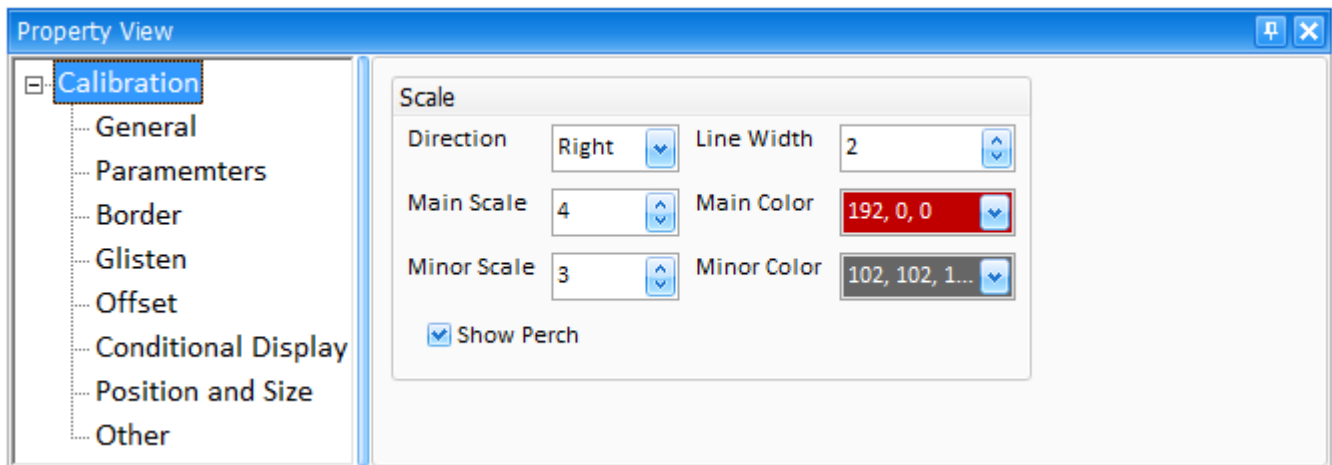 Property View
Calibration
General
Paramemters
Border
Glisten
Offset
Conditional Display
Position and Size
Other
Scale
Direction Right Line Width 2
Main Scale 4 Main Color 192, 0, 0
Minor Scale 3 Minor Color 102, 102, 1...
Show Perch